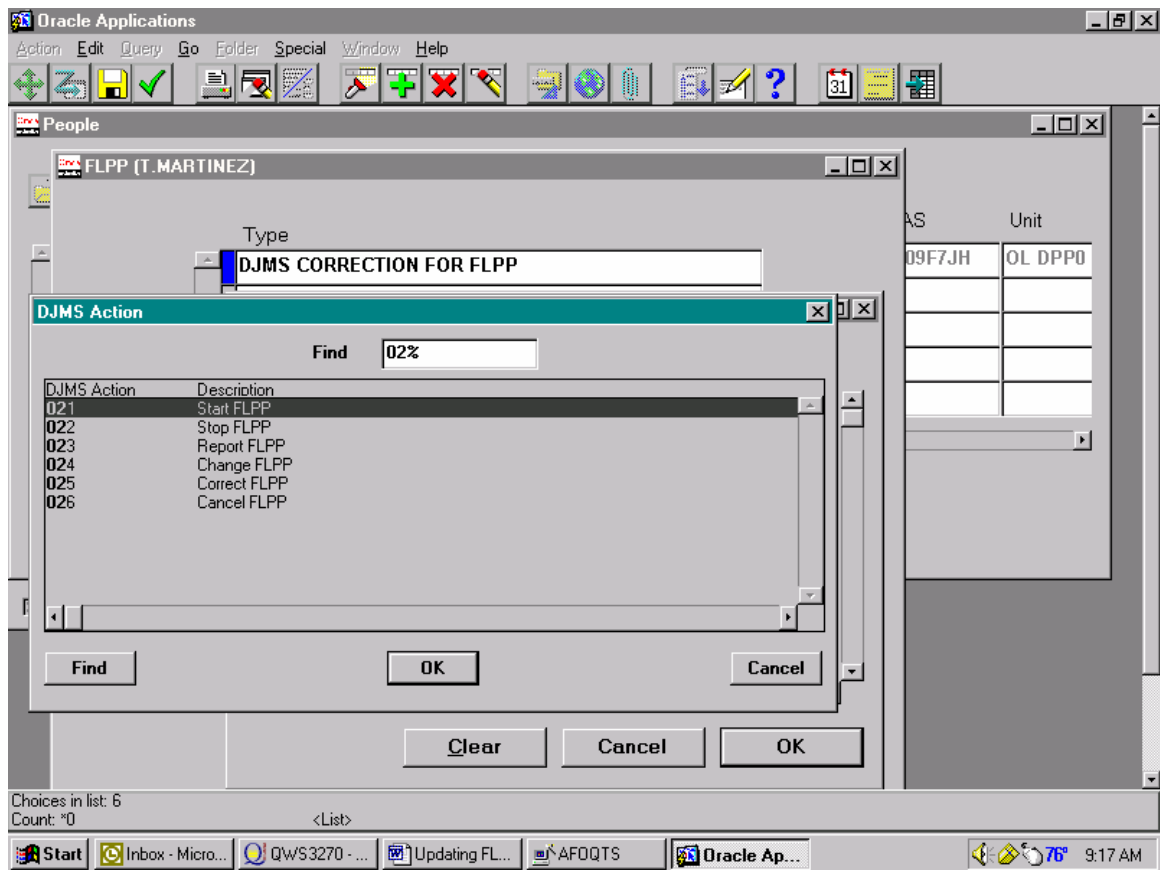 Oracle Applications
Action Edit Query Go Folder Special Window Help
31
People
FLPP (T.MARTINEZ)
AS Unit
Type
DJMS CORRECTION FOR FLPP
09F7JH OL DPP0
DJMS Action
Find 02%
DJMS Action Description
021 Start FLPP
022 Stop FLPP
023 Report FLPP
024 Change FLPP
025 Correct FLPP
026 Cancel FLPP
Find OK Cancel
Clear Cancel OK
Choices in list: 6
Count: *0 <List>
Start Inbox - Micro... QWS3270 - ... Updating FL... AFOQTS Oracle Ap... 76° 9:17 AM